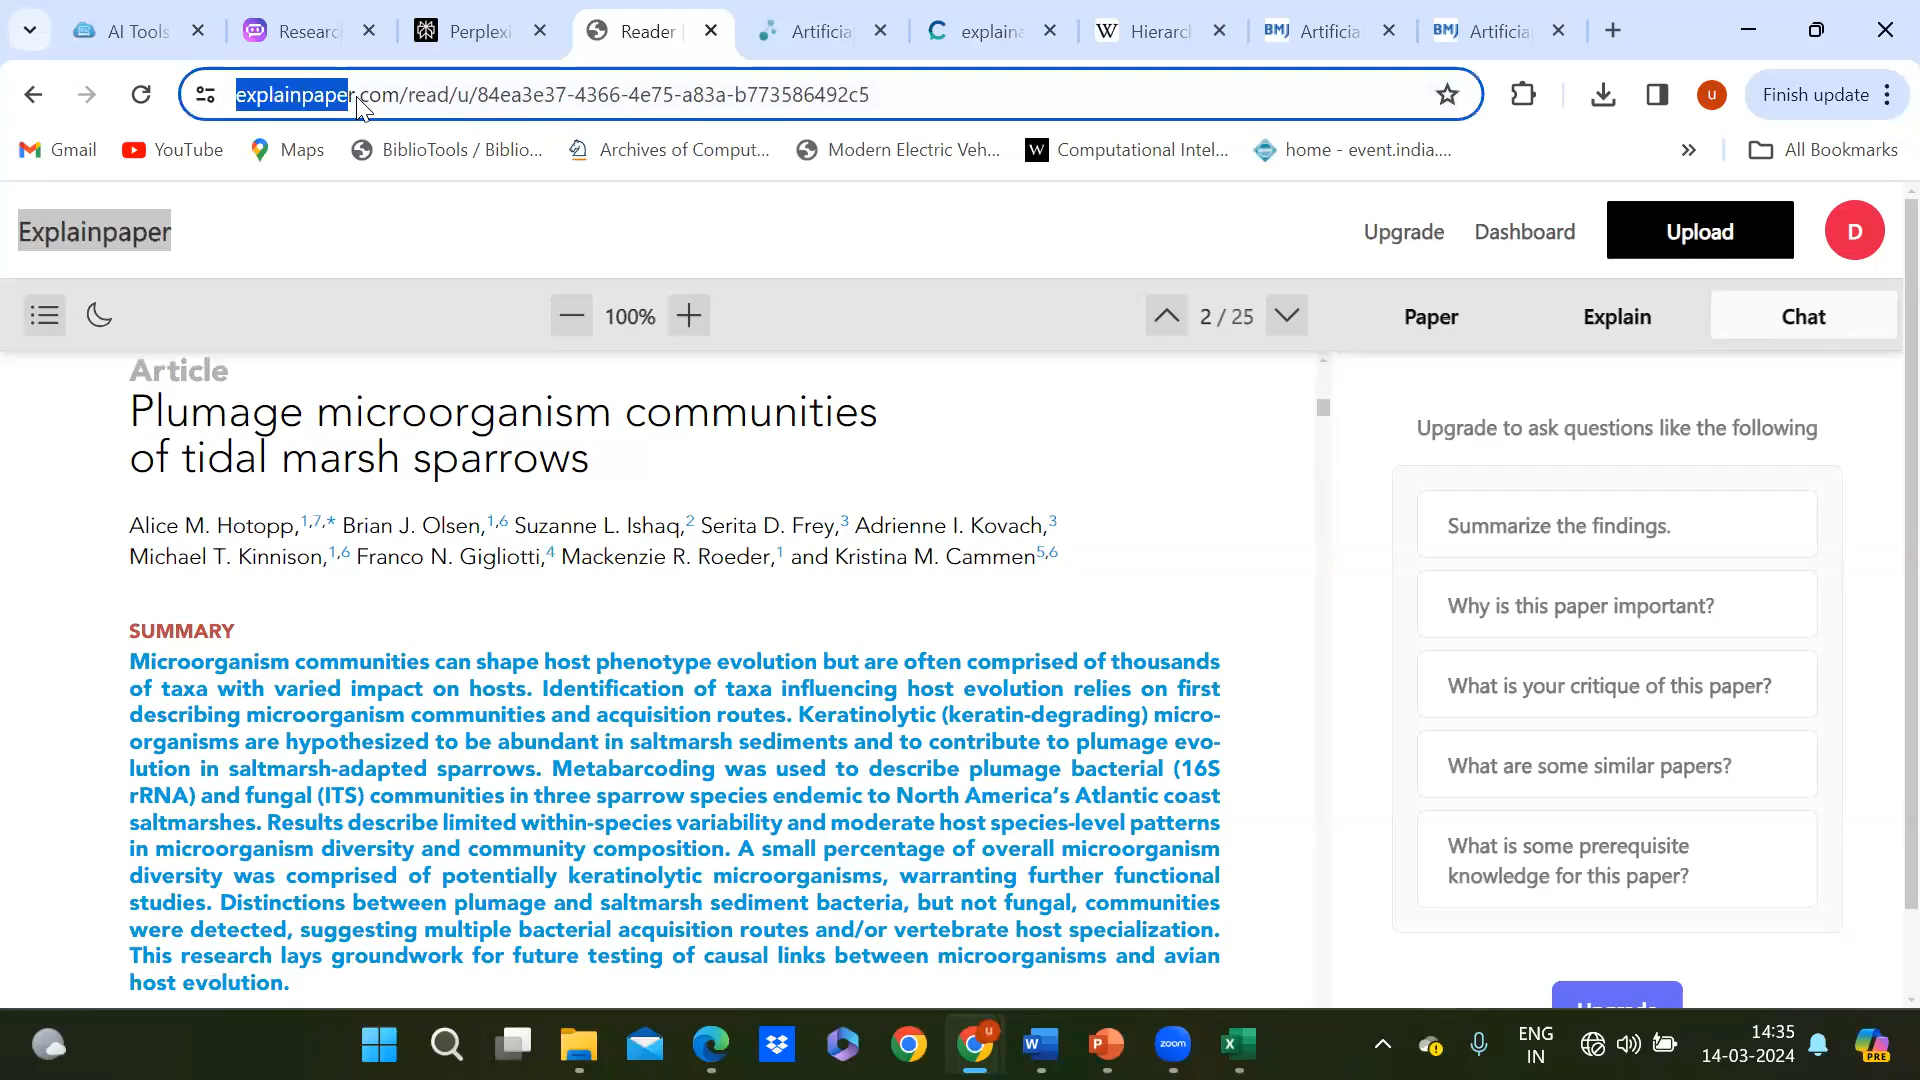 AI Tools
Researc
Perplexi
Reader
Artificia
explaina
Hierarcl
BMJ Artificia
BMJ Artificia
explainpaper.com/read/u/84ea3e37-4366-4e75-a83a-b773586492c5
u
Finish update
Gmail
YouTube
Maps
BiblioTools / Biblio...
Archives of Comput...
Modern Electric Veh...
W Computational Intel...
home - event.india....
All Bookmarks
Explainpaper
Upgrade
Dashboard
Upload
D
100%
2 / 25
Paper
Explain
Chat
Article
Plumage microorganism communities
of tidal marsh sparrows
Alice M. Hotopp,1,7,* Brian J. Olsen,1,6 Suzanne L. Ishaq,2 Serita D. Frey,3 Adrienne I. Kovach,3
Michael T. Kinnison,1,6 Franco N. Gigliotti,4 Mackenzie R. Roeder,1 and Kristina M. Cammen5,6
SUMMARY
Microorganism communities can shape host phenotype evolution but are often comprised of thousands
of taxa with varied impact on hosts. Identification of taxa influencing host evolution relies on first
describing microorganism communities and acquisition routes. Keratinolytic (keratin-degrading) micro-
organisms are hypothesized to be abundant in saltmarsh sediments and to contribute to plumage evo-
lution in saltmarsh-adapted sparrows. Metabarcoding was used to describe plumage bacterial (16S
rRNA) and fungal (ITS) communities in three sparrow species endemic to North America's Atlantic coast
saltmarshes. Results describe limited within-species variability and moderate host species-level patterns
in microorganism diversity and community composition. A small percentage of overall microorganism
diversity was comprised of potentially keratinolytic microorganisms, warranting further functional
studies. Distinctions between plumage and saltmarsh sediment bacteria, but not fungal, communities
were detected, suggesting multiple bacterial acquisition routes and/or vertebrate host specialization.
This research lays groundwork for future testing of causal links between microorganisms and avian
host evolution.
Upgrade to ask questions like the following
Summarize the findings.
Why is this paper important?
What is your critique of this paper?
What are some similar papers?
What is some prerequisite
knowledge for this paper?
Upgrade
zoom
ENG
IN
14:35
14-03-2024
PRE